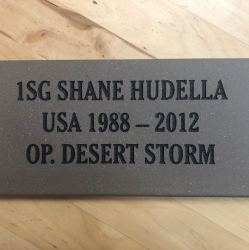 1SG SHANE HUDELLA
USA 1988 – 2012
OP. DESERT STORM